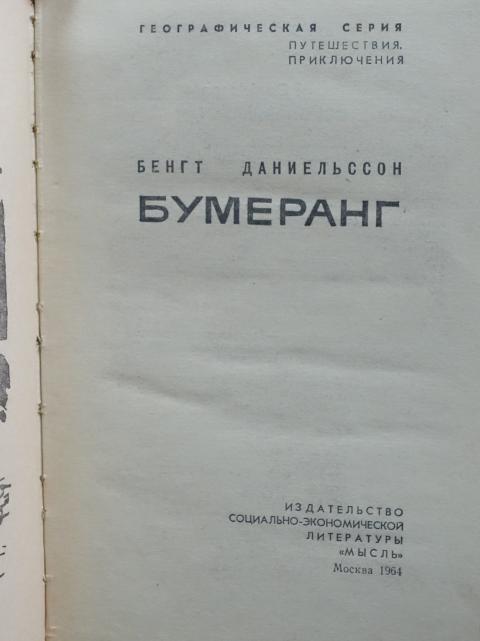 ГЕОГРАФИЧЕСКАЯ СЕРИЯ
ПУТЕШЕСТВИЯ.
ПРИКЛЮЧЕНИЯ
БЕНГТ ДАНИЕЛЬССОН
БУМЕРАНГ
ИЗДАТЕЛЬСТВО
СОЦИАЛЬНО-ЭКОНОМИЧЕСКОЙ
ЛИТЕРАТУРЫ
«МЫСЛЬ»
Москва 1964